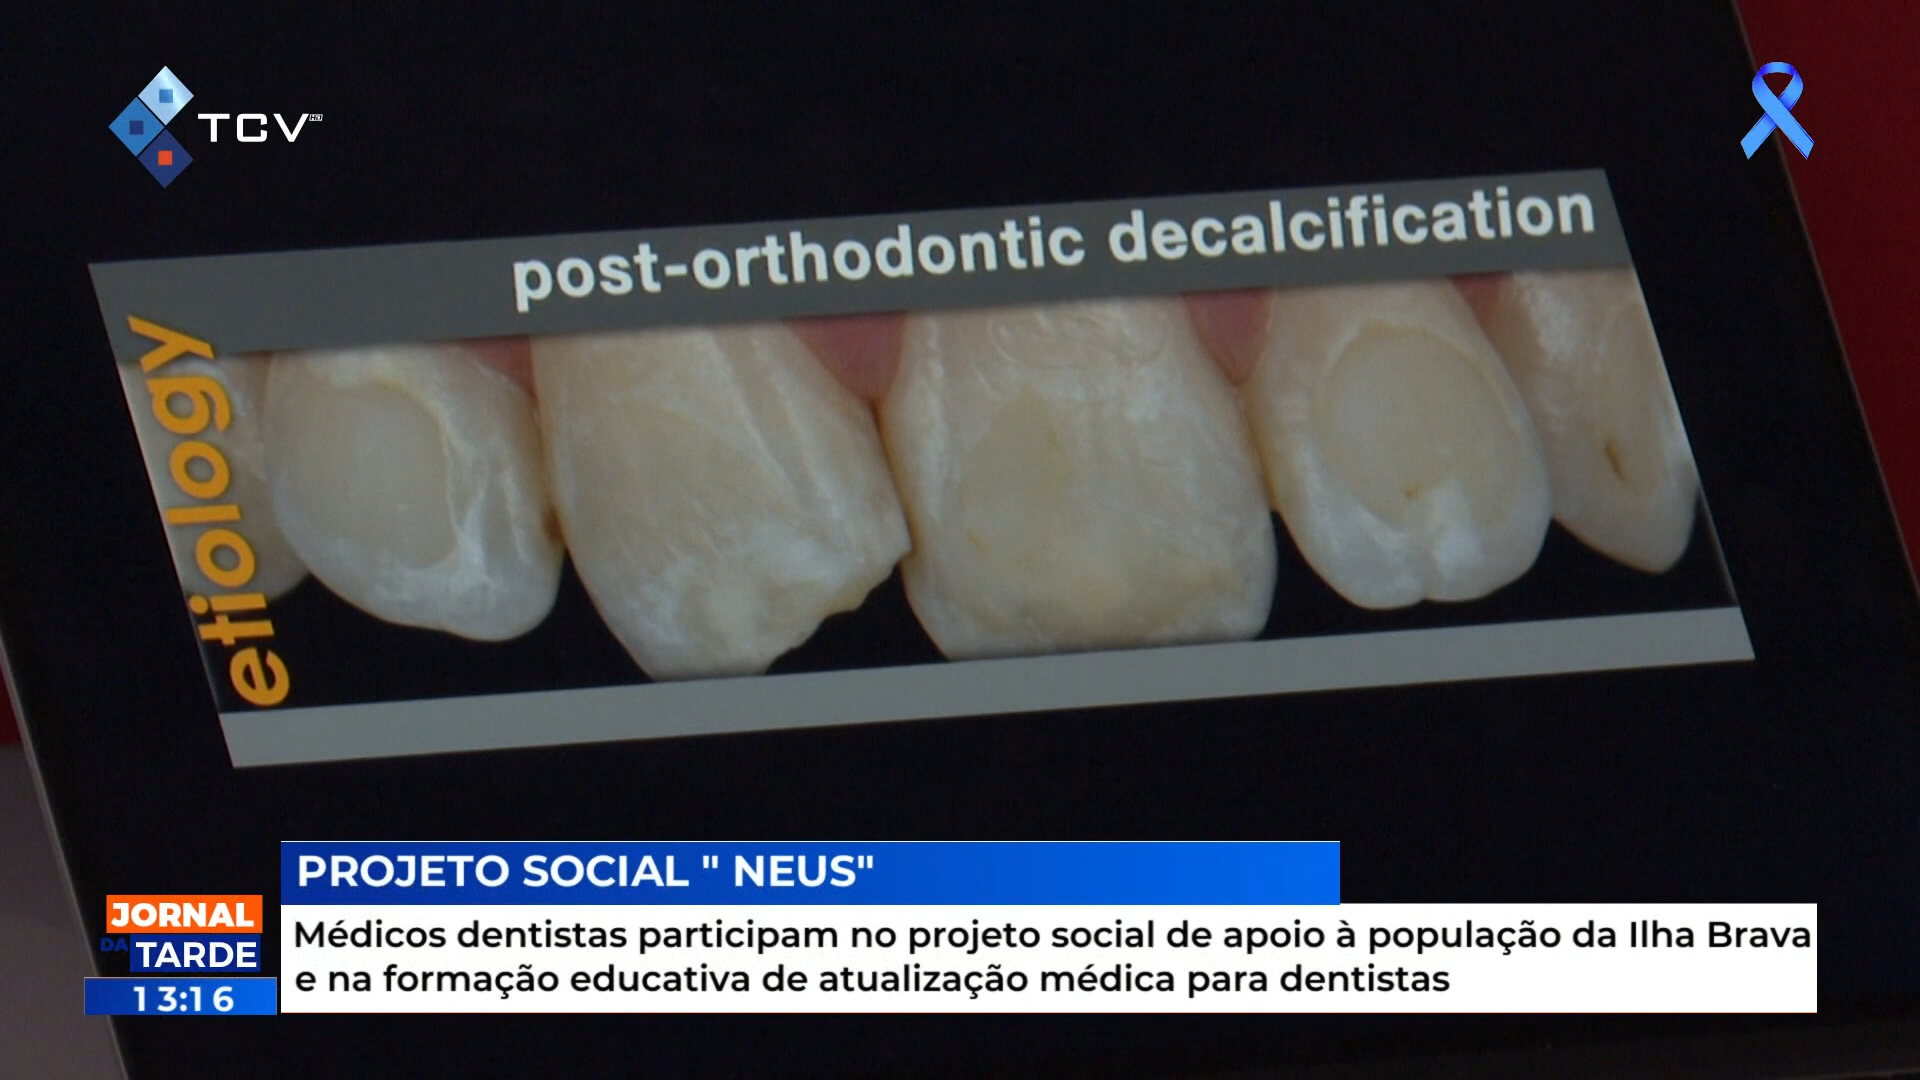 TCV HD
post-orthodontic decalcification
etiology
PROJETO SOCIAL " NEUS"
Médicos dentistas participam no projeto social de apoio à população da Ilha Brava
e na formação educativa de atualização médica para dentistas
JORNAL
DA TARDE
13:16